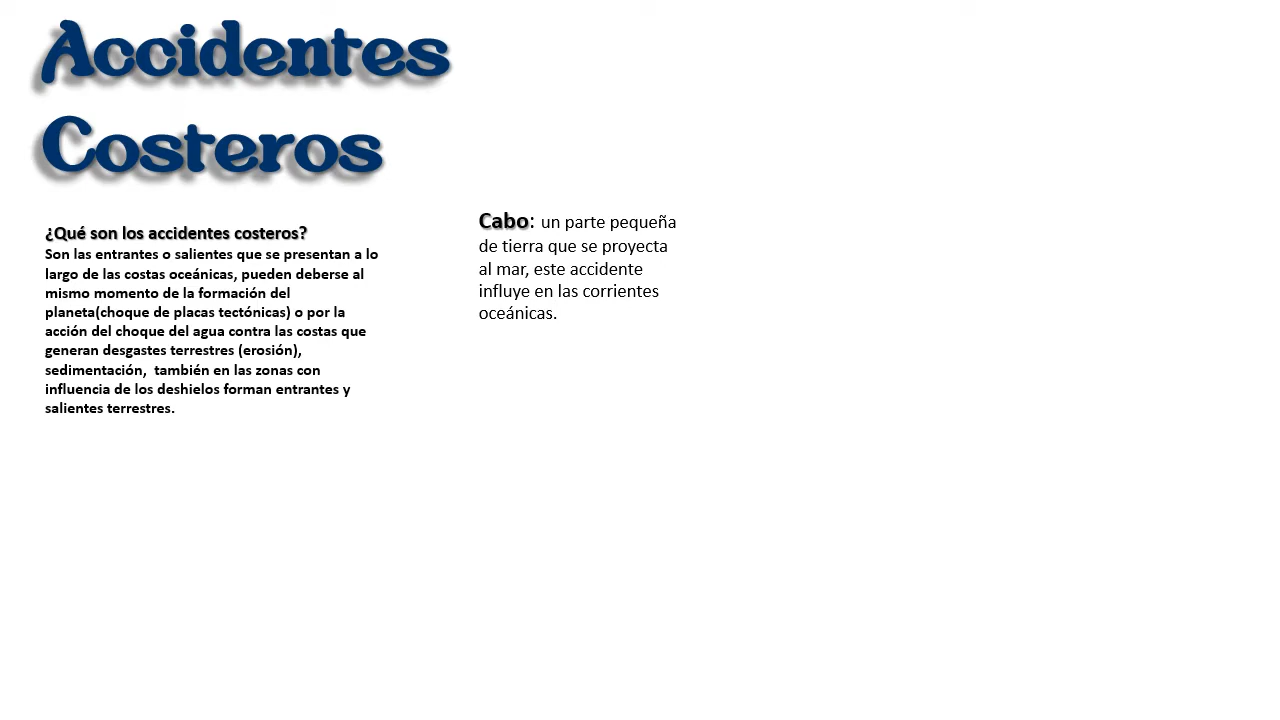 Accidentes
Costeros
¿Qué son los accidentes costeros?
Son las entrantes o salientes que se presentan a lo
largo de las costas oceánicas, pueden deberse al
mismo momento de la formación del
planeta(choque de placas tectónicas) o por la
acción del choque del agua contra las costas que
generan desgastes terrestres (erosión),
sedimentación,  también en las zonas con
influencia de los deshielos forman entrantes y
salientes terrestres.
Cabo: un parte pequeña
de tierra que se proyecta
al mar, este accidente
influye en las corrientes
oceánicas.